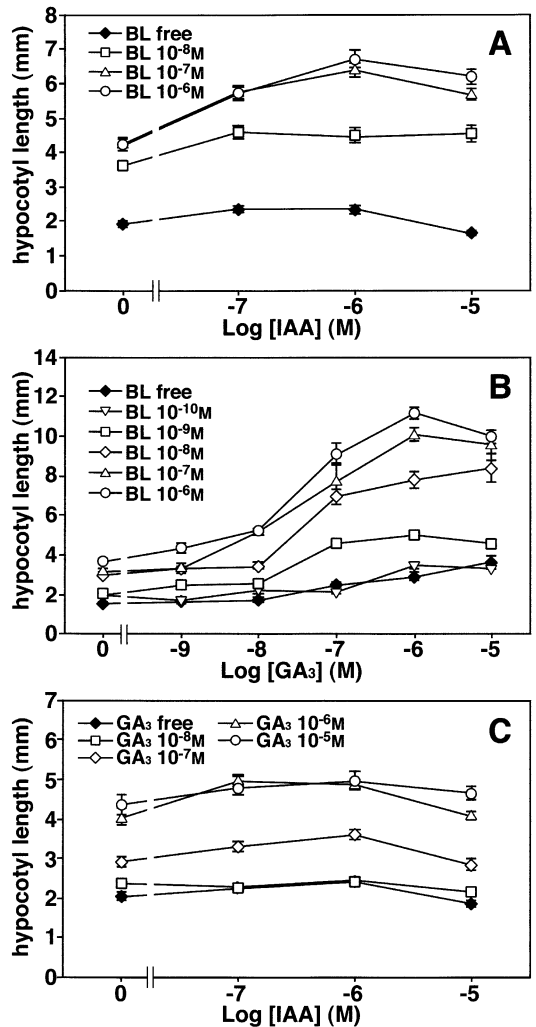 A
BL free
BL 10⁻⁸M
BL 10⁻⁷M
BL 10⁻⁶M
hypocotyl length (mm)
8
7
6
5
4
3
2
1
0
0 -7 -6 -5
Log [IAA] (M)
B
BL free
BL 10⁻¹⁰M
BL 10⁻⁹M
BL 10⁻⁸M
BL 10⁻⁷M
BL 10⁻⁶M
hypocotyl length (mm)
14
12
10
8
6
4
2
0
0 -9 -8 -7 -6 -5
Log [GA₃] (M)
C
GA₃ free GA₃ 10⁻⁶M
GA₃ 10⁻⁸M GA₃ 10⁻⁵M
GA₃ 10⁻⁷M
hypocotyl length (mm)
7
6
5
4
3
2
1
0
0 -7 -6 -5
Log [IAA] (M)